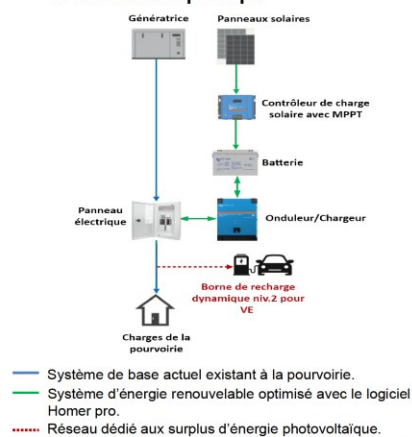 Génératrice
Panneaux solaires
Contrôleur de charge
solaire avec MPPT
Batterie
Panneau
électrique
Onduleur/Chargeur
Borne de recharge
dynamique niv.2 pour
VE
Charges de la
pourvoirie
Système de base actuel existant à la pourvoirie.
Système d'énergie renouvelable optimisé avec le logiciel
Homer pro.
Réseau dédié aux surplus d'énergie photovoltaïque.